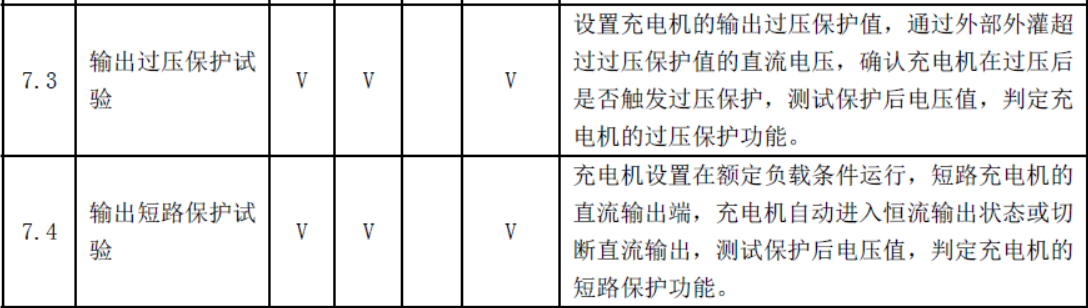 7.3
输出过压保护试
验
V
V
V
设置充电机的输出过压保护值，通过外部外灌超
过过压保护值的直流电压，确认充电机在过压后
是否触发过压保护，测试保护后电压值，判定充
电机的过压保护功能。
7.4
输出短路保护试
验
V
V
V
充电机设置在额定负载条件运行，短路充电机的
直流输出端，充电机自动进入恒流输出状态或切
断直流输出，测试保护后电压值，判定充电机的
短路保护功能。